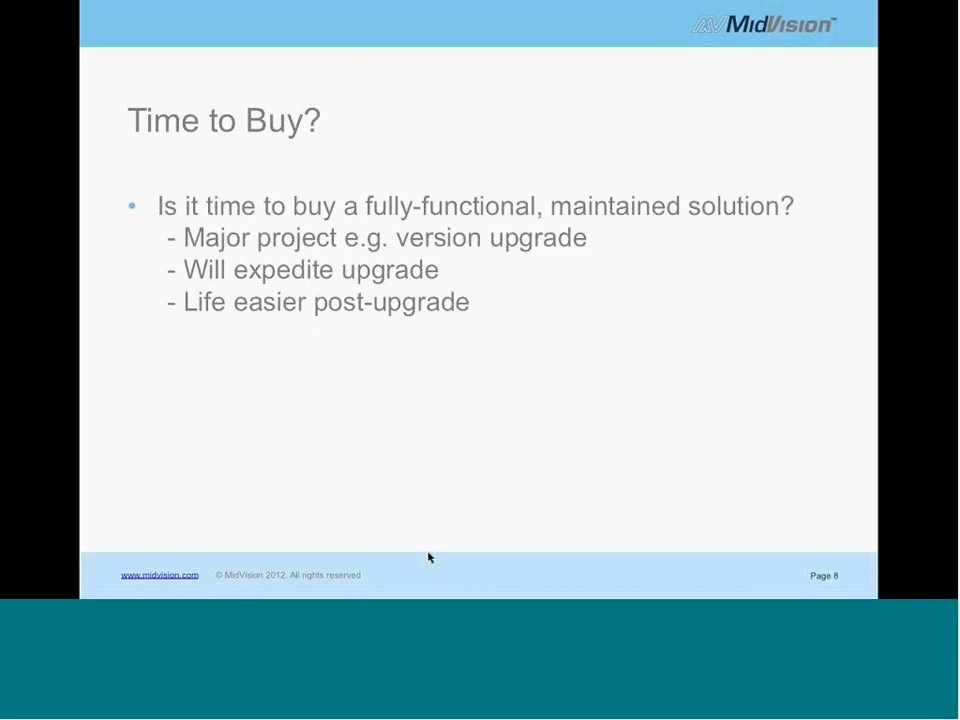 MidVision™
Time to Buy?
• Is it time to buy a fully-functional, maintained solution?
- Major project e.g. version upgrade
- Will expedite upgrade
- Life easier post-upgrade
www.midvision.com © MidVision 2012. All rights reserved Page 8